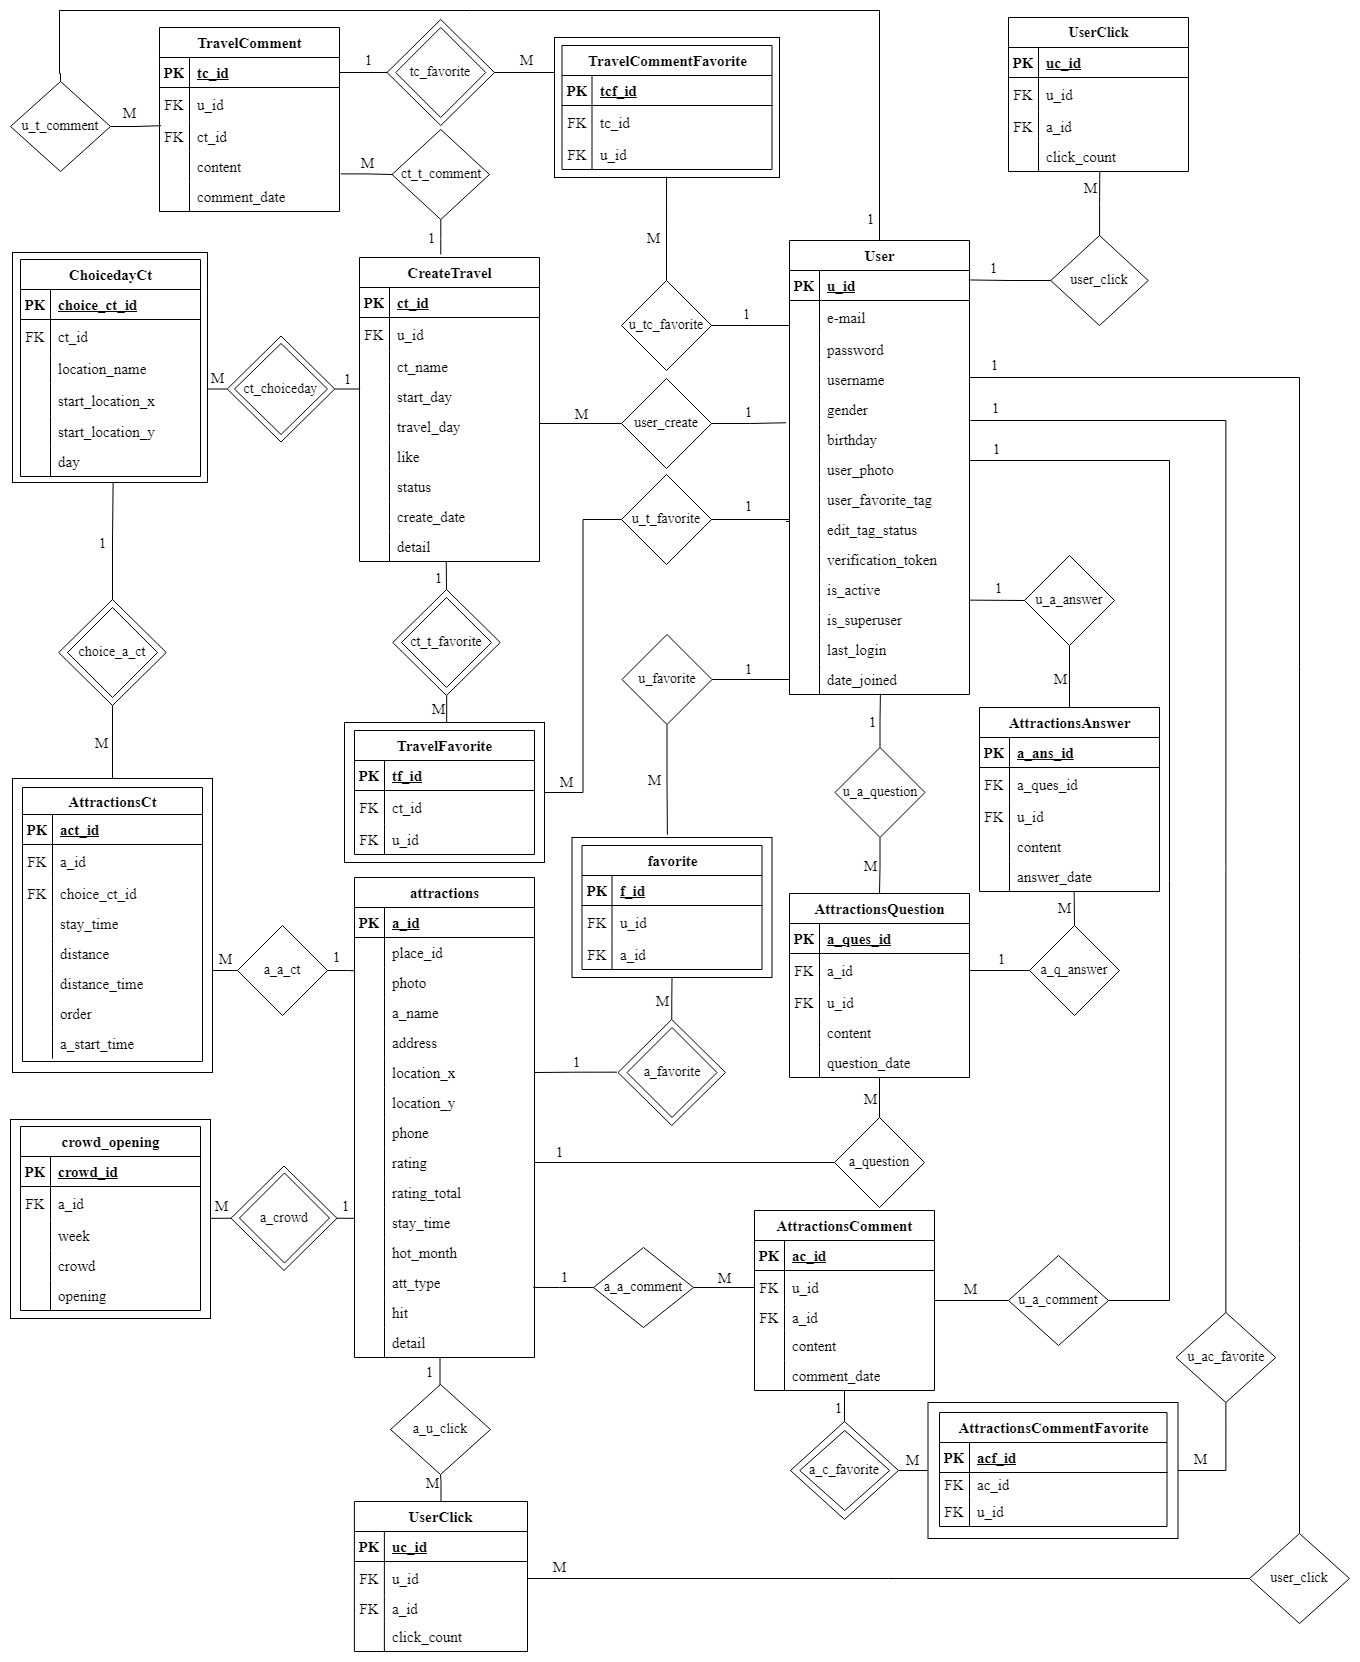 TravelComment
PK tc_id
FK u_id
FK ct_id
content
comment_date
1
tc_favorite
M
TravelCommentFavorite
PK tcf_id
FK tc_id
FK u_id
UserClick
PK uc_id
FK u_id
FK a_id
click_count
M
user_click
1
u_t_comment
M
1
M
ct_t_comment
1
M
u_tc_favorite
1
ChoicedayCt
PK choice_ct_id
FK ct_id
location_name
start_location_x
start_location_y
day
M
ct_choiceday
1
CreateTravel
PK ct_id
FK u_id
ct_name
start_day
travel_day
like
status
create_date
detail
M
user_create
1
u_t_favorite
1
M
User
PK u_id
e-mail
password
username
gender
birthday
user_photo
user_favorite_tag
edit_tag_status
verification_token
is_active
is_superuser
last_login
date_joined
1
1
1
1
u_a_answer
M
1
choice_a_ct
M
1
ct_t_favorite
M
u_favorite
1
M
1
u_a_question
M
TravelFavorite
PK tf_id
FK ct_id
FK u_id
AttractionsAnswer
PK a_ans_id
FK a_ques_id
FK u_id
content
answer_date
M
a_q_answer
1
AttractionsCt
PK act_id
FK a_id
FK choice_ct_id
stay_time
distance
distance_time
order
a_start_time
M
a_a_ct
1
attractions
PK a_id
place_id
photo
a_name
address
location_x
location_y
phone
rating
rating_total
stay_time
hot_month
att_type
hit
detail
favorite
PK f_id
FK u_id
FK a_id
M
a_favorite
1
AttractionsQuestion
PK a_ques_id
FK a_id
FK u_id
content
question_date
M
a_question
1
crowd_opening
PK crowd_id
FK a_id
week
crowd
opening
M
a_crowd
1
1
a_a_comment
M
AttractionsComment
PK ac_id
FK u_id
FK a_id
content
comment_date
M
u_a_comment
u_ac_favorite
M
1
a_c_favorite
M
AttractionsCommentFavorite
PK acf_id
FK ac_id
FK u_id
1
a_u_click
M
UserClick
PK uc_id
FK u_id
FK a_id
click_count
M
user_click